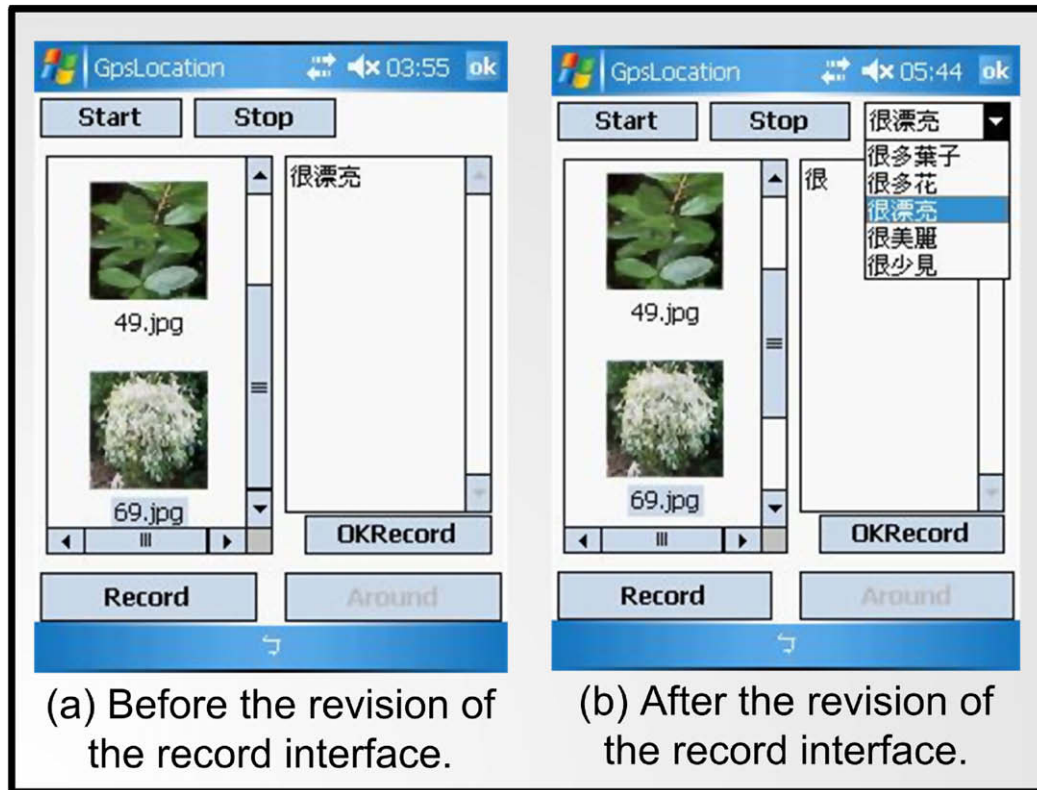 GpsLocation 03:55 ok
Start Stop
很漂亮
49.jpg
69.jpg
OKRecord
Record Around
ㄅ
(a) Before the revision of
the record interface.
GpsLocation 05:44 ok
Start Stop 很漂亮
很多葉子
很多花
很漂亮
很美麗
很少見
很
49.jpg
69.jpg
OKRecord
Record Around
ㄅ
(b) After the revision of
the record interface.